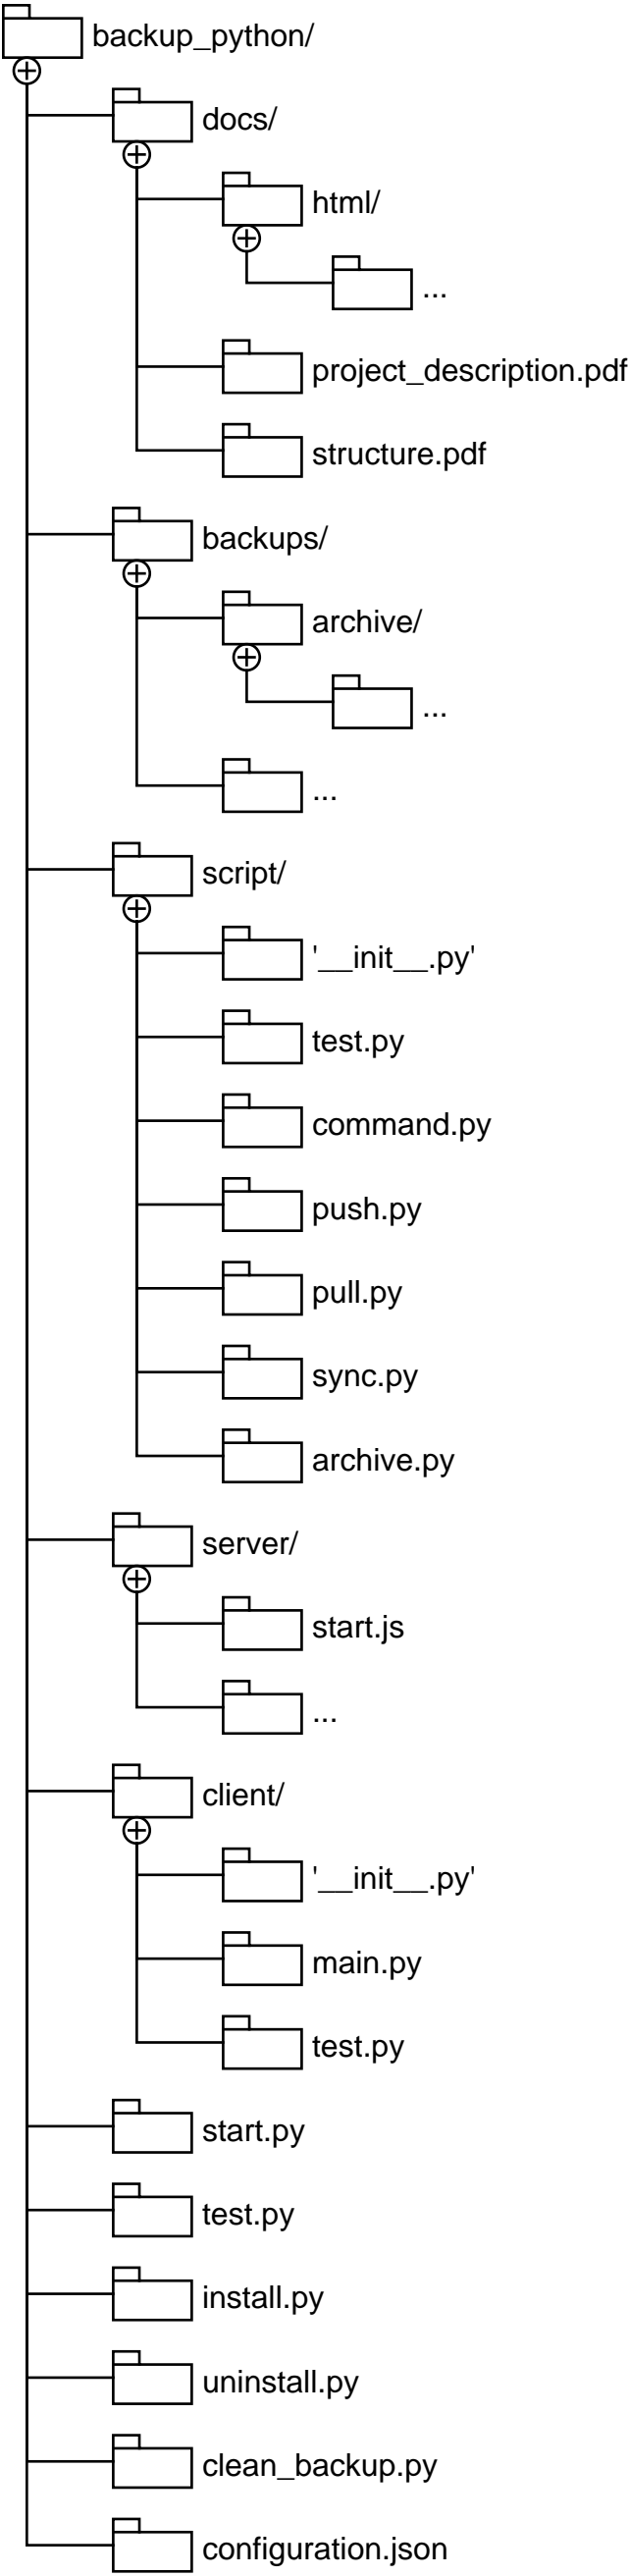 backup_python/
docs/
html/
...
project_description.pdf
structure.pdf
backups/
archive/
...
...
script/
'__init__.py'
test.py
command.py
push.py
pull.py
sync.py
archive.py
server/
start.js
...
client/
'__init__.py'
main.py
test.py
start.py
test.py
install.py
uninstall.py
clean_backup.py
configuration.json